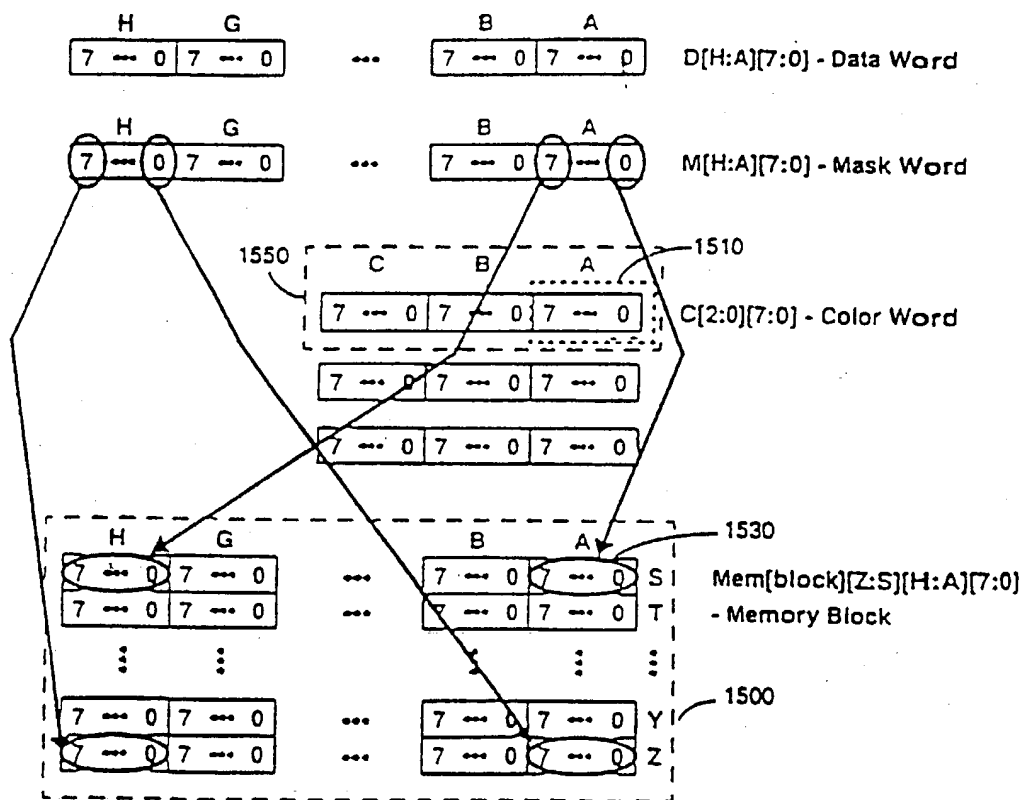 H G B A
7 ••• 0 7 ••• 0 ••• 7 ••• 0 7 ••• 0 D[H:A][7:0] - Data Word
H G B A
7 ••• 0 7 ••• 0 ••• 7 ••• 0 7 ••• 0 M[H:A][7:0] - Mask Word
1550 1510
C B A
7 ••• 0 7 ••• 0 7 ••• 0 C[2:0][7:0] - Color Word
7 ••• 0 7 ••• 0 7 ••• 0
7 ••• 0 7 ••• 0 7 ••• 0
1530
H G B A
7 ••• 0 7 ••• 0 ••• 7 ••• 0 7 ••• 0 S Mem[block][Z:S][H:A][7:0]
7 ••• 0 7 ••• 0 ••• 7 ••• 0 7 ••• 0 T - Memory Block
1500
7 ••• 0 7 ••• 0 ••• 7 ••• 0 7 ••• 0 Y
7 ••• 0 7 ••• 0 ••• 7 ••• 0 7 ••• 0 Z